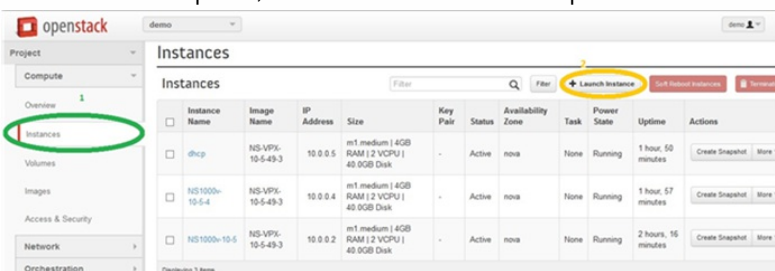 openstack
demo
demo
Project
Compute
Overview
1
Instances
Volumes
Images
Access & Security
Network
Orchestration
Instances
Instances
Filter
Filter
2
+ Launch Instance
Soft Reboot Instances
Instance Name
Image Name
IP Address
Size
Key Pair
Status
Availability Zone
Task
Power State
Uptime
Actions
dhcp
NS-VPX-
10-5-49-3
10.0.0.5
m1.medium | 4GB
RAM | 2 VCPU |
40.0GB Disk
-
Active
nova
None
Running
1 hour, 50
minutes
Create Snapshot
More
NS1000v-
10-5-4
NS-VPX-
10-5-49-3
10.0.0.4
m1.medium | 4GB
RAM | 2 VCPU |
40.0GB Disk
-
Active
nova
None
Running
1 hour, 57
minutes
Create Snapshot
More
NS1000v-10-5
NS-VPX-
10-5-49-3
10.0.0.2
m1.medium | 4GB
RAM | 2 VCPU |
40.0GB Disk
-
Active
nova
None
Running
2 hours, 16
minutes
Create Snapshot
More
Displaying 3 items